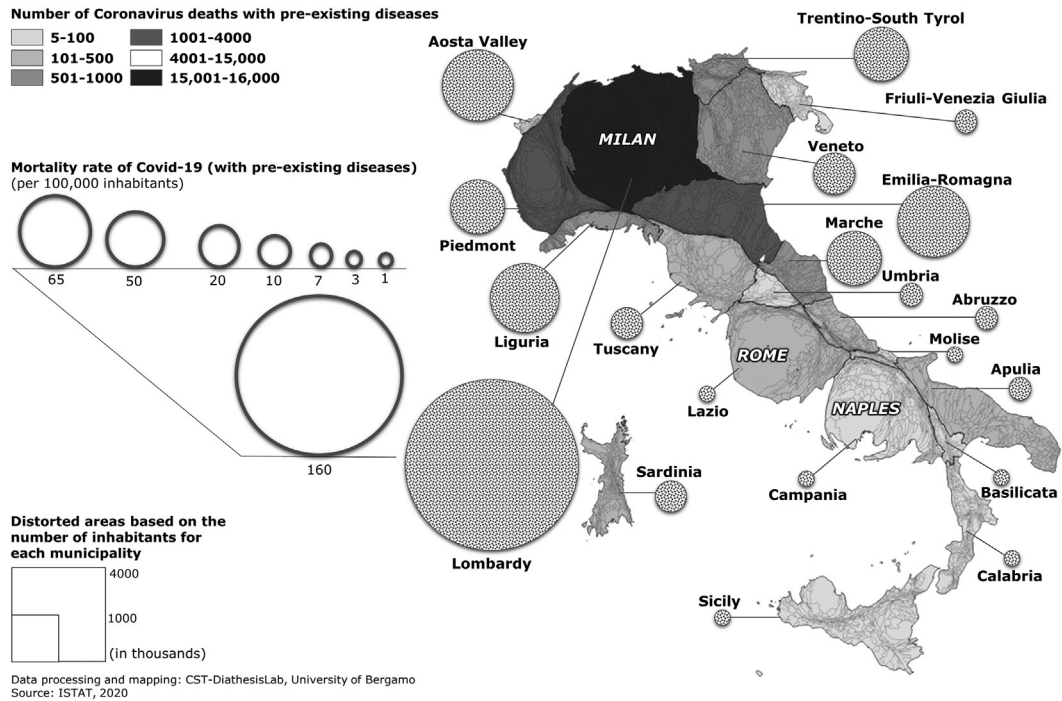 Number of Coronavirus deaths with pre-existing diseases
5-100
101-500
501-1000
1001-4000
4001-15,000
15,001-16,000
Mortality rate of Covid-19 (with pre-existing diseases)
(per 100,000 inhabitants)
65 50 20 10 7 3 1
160
Distorted areas based on the
number of inhabitants for
each municipality
4000
1000
(in thousands)
Data processing and mapping: CST-DiathesisLab, University of Bergamo
Source: ISTAT, 2020
Trentino-South Tyrol
Aosta Valley
Friuli-Venezia Giulia
MILAN
Veneto
Emilia-Romagna
Piedmont
Marche
Umbria
Abruzzo
Liguria
Tuscany
Molise
ROME
Apulia
Lazio
NAPLES
Sardinia
Campania
Basilicata
Lombardy
Calabria
Sicily